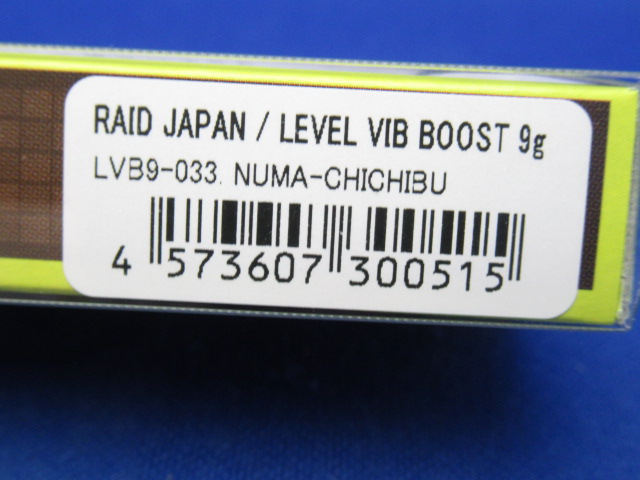 RAID JAPAN / LEVEL VIB BOOST 9g
LVB9-033. NUMA-CHICHIBU
4 573607 300515